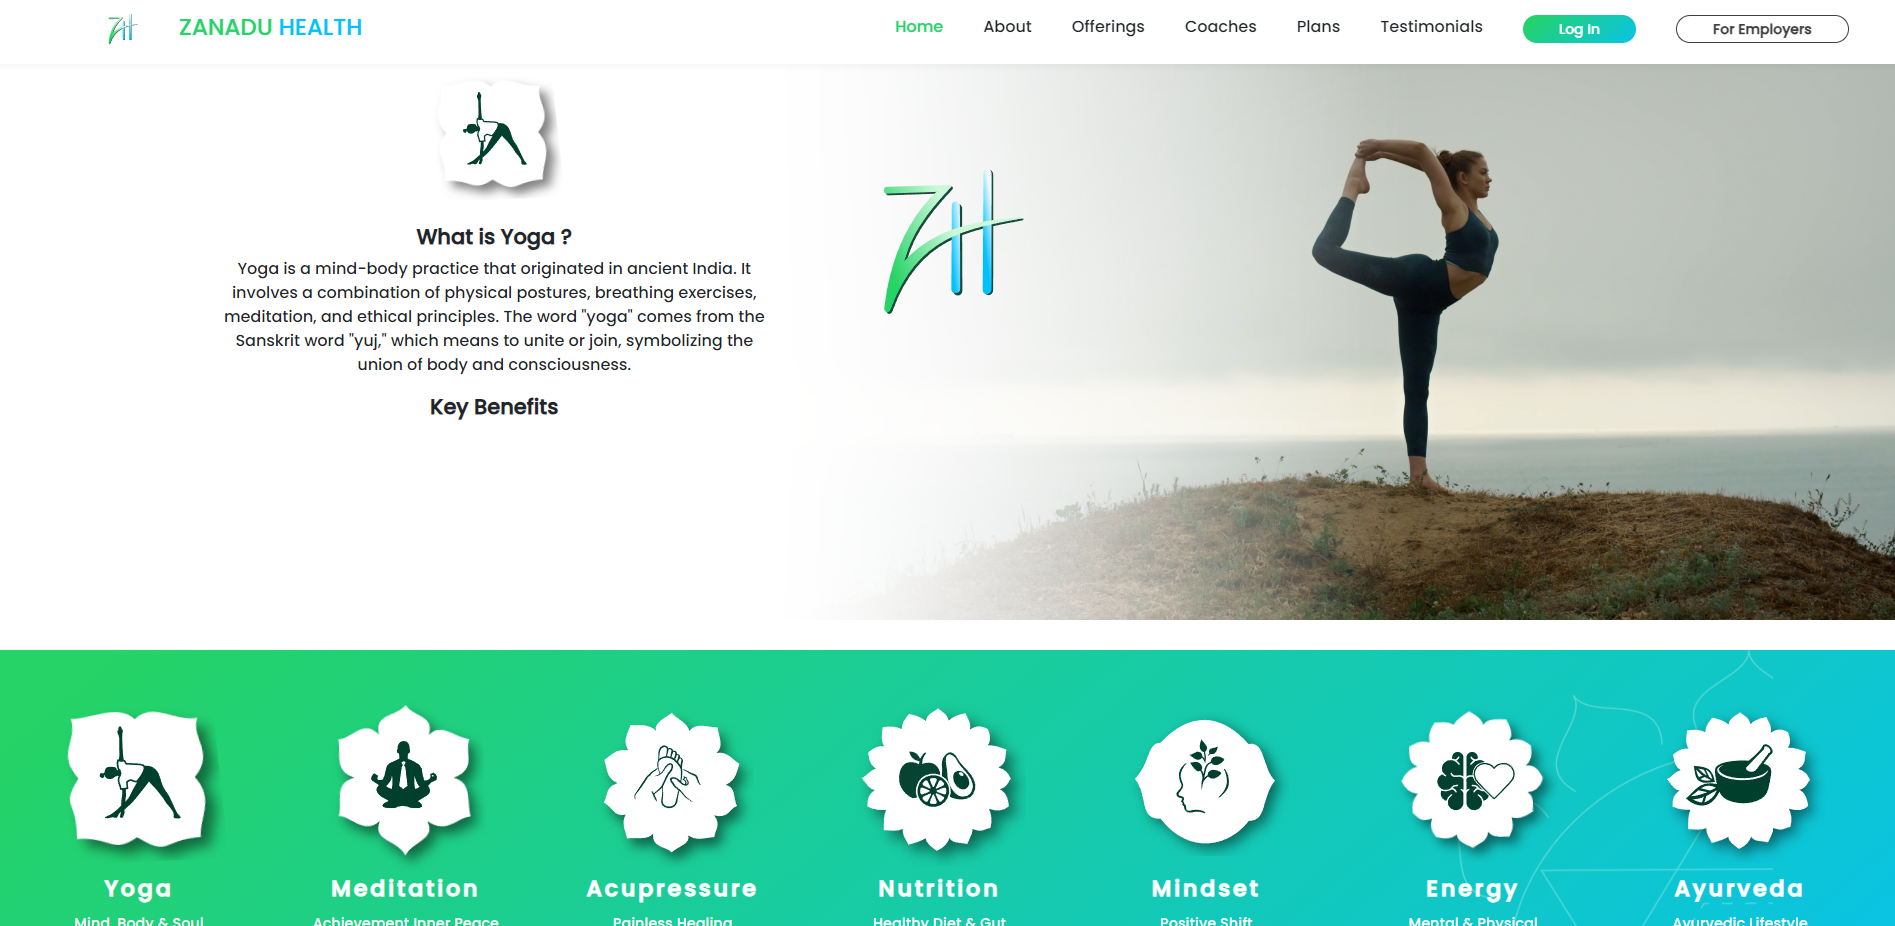 ZH
ZANADU HEALTH
Home
About
Offerings
Coaches
Plans
Testimonials
Log In
For Employers
What is Yoga ?
Yoga is a mind-body practice that originated in ancient India. It
involves a combination of physical postures, breathing exercises,
meditation, and ethical principles. The word "yoga" comes from the
Sanskrit word "yuj," which means to unite or join, symbolizing the
union of body and consciousness.
Key Benefits
ZH
Yoga
Mind, Body & Soul
Meditation
Achievement Inner Peace
Acupressure
Painless Healing
Nutrition
Healthy Diet & Gut
Mindset
Positive Shift
Energy
Mental & Physical
Ayurveda
Ayurvedic Lifestyle